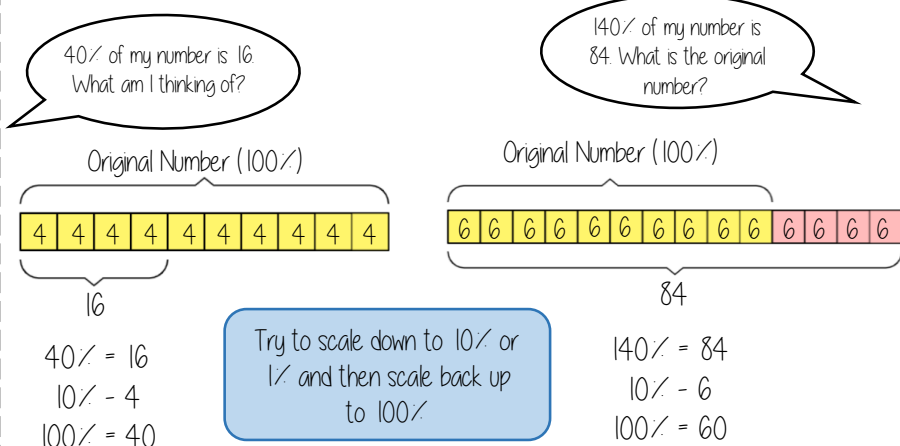 40% of my number is 16.
What am I thinking of?
140% of my number is
84. What is the original
number?
Original Number (100%)
4 4 4 4 4 4 4 4 4 4
16
40% = 16
10% - 4
100% = 40
Original Number (100%)
6 6 6 6 6 6 6 6 6 6 6 6 6 6
84
140% = 84
10% - 6
100% = 60
Try to scale down to 10% or
1% and then scale back up
to 100%